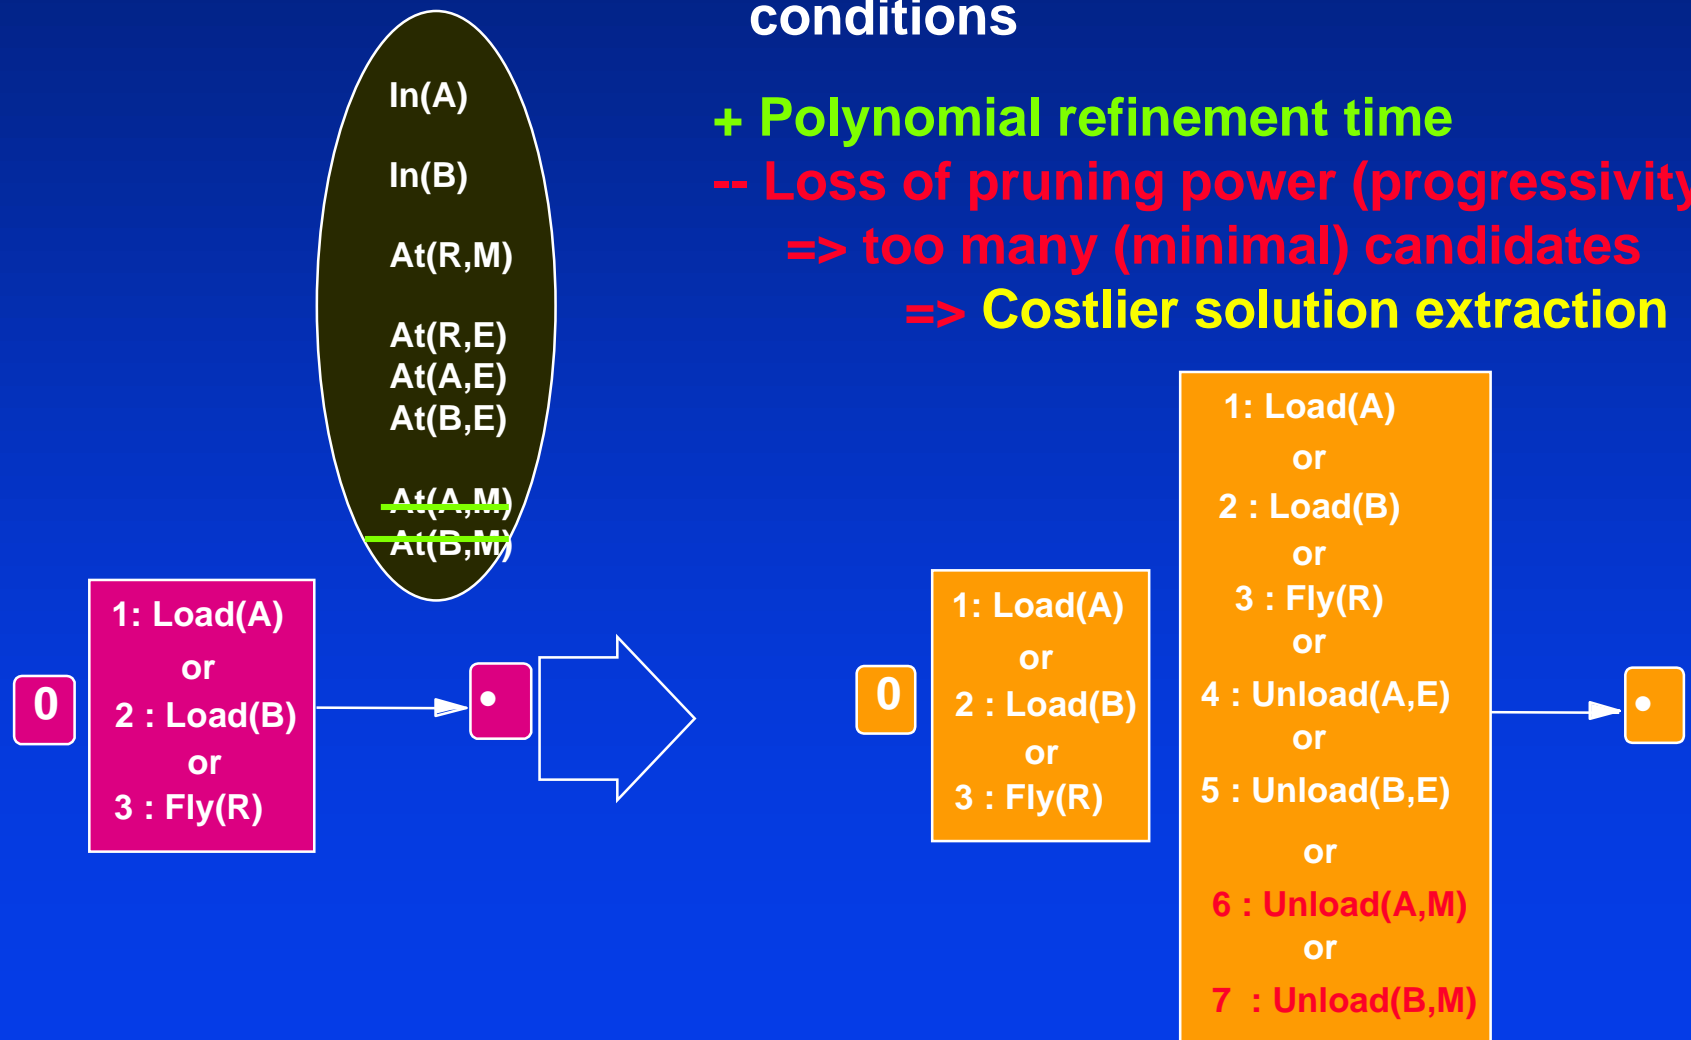 conditions
+ Polynomial refinement time
-- Loss of pruning power (progressivity
=> too many (minimal) candidates
=> Costlier solution extraction
In(A)
In(B)
At(R,M)
At(R,E)
At(A,E)
At(B,E)
At(A,M)
At(B,M)
0
1: Load(A)
or
2 : Load(B)
or
3 : Fly(R)
•
0
1: Load(A)
or
2 : Load(B)
or
3 : Fly(R)
1: Load(A)
or
2 : Load(B)
or
3 : Fly(R)
or
4 : Unload(A,E)
or
5 : Unload(B,E)
or
6 : Unload(A,M)
or
7 : Unload(B,M)
•